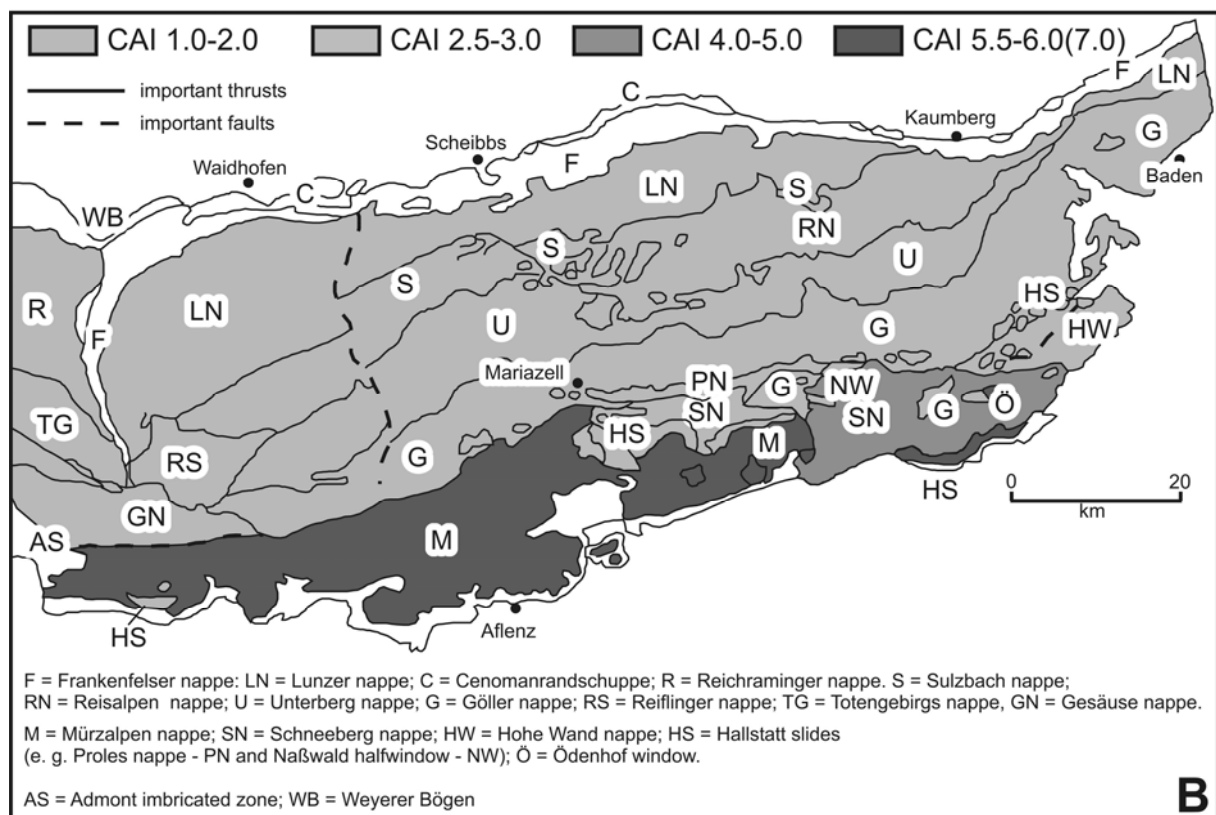 CAI 1.0-2.0 CAI 2.5-3.0 CAI 4.0-5.0 CAI 5.5-6.0(7.0)
important thrusts
important faults
F
LN
C
G
Kaumberg
Baden
Scheibbs
F
Waidhofen
C
LN
S
RN
WB
S
S
U
HS
HW
R
LN
F
U
G
Mariazell
PN
G
NW
SN
SN
G
Ö
TG
RS
G
HS
M
HS
0 20
km
GN
AS
M
HS
Aflenz
F = Frankenfelser nappe: LN = Lunzer nappe; C = Cenomanrandschuppe; R = Reichraminger nappe. S = Sulzbach nappe;
RN = Reisalpen nappe; U = Unterberg nappe; G = Göller nappe; RS = Reiflinger nappe; TG = Totengebirgs nappe, GN = Gesäuse nappe.
M = Mürzalpen nappe; SN = Schneeberg nappe; HW = Hohe Wand nappe; HS = Hallstatt slides
(e. g. Proles nappe - PN and Naßwald halfwindow - NW); Ö = Ödenhof window.
AS = Admont imbricated zone; WB = Weyerer Bögen
B